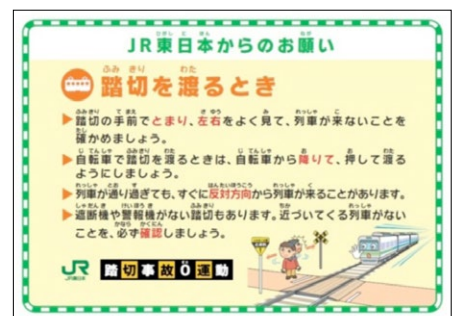 JR東日本からのお願い
踏切を渡るとき
▶踏切の手前でとまり、左右をよく見て、列車が来ないことを
確かめましょう。
▶自転車で踏切を渡るときは、自転車から降りて、押して渡る
ようにしましょう。
▶列車が通り過ぎても、すぐに反対方向から列車が来ることがあります。
▶遮断機や警報機がない踏切もあります。近づいてくる列車がない
ことを、必ず確認しましょう。
JR
JR東日本
踏切事故0運動